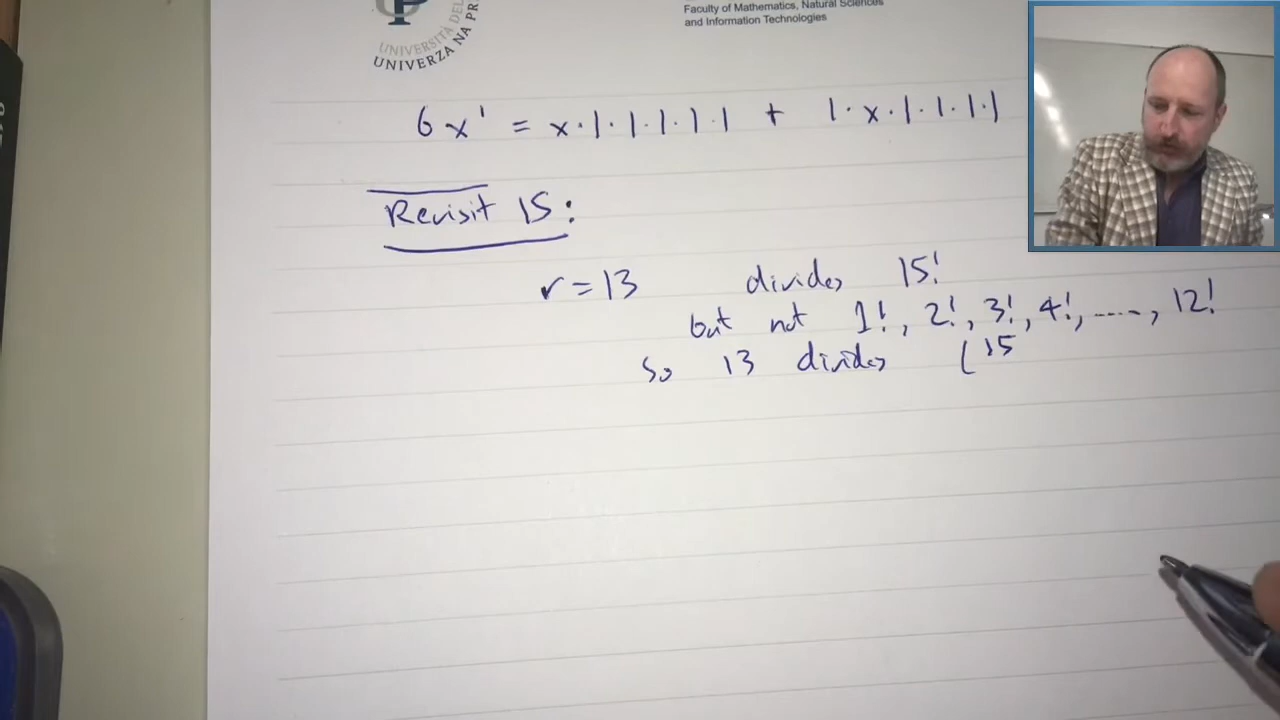 UNIVERSITÀ DEL
UNIVERZA NA PR
Faculty of Mathematics, Natural Sciences
and Information Technologies
6x' = x·1·1·1·1·1 + 1·x·1·1·1·1
Revisit 15:
r = 13 divides 15!
but not 1!, 2!, 3!, 4!, ....., 12!
so 13 divides (15